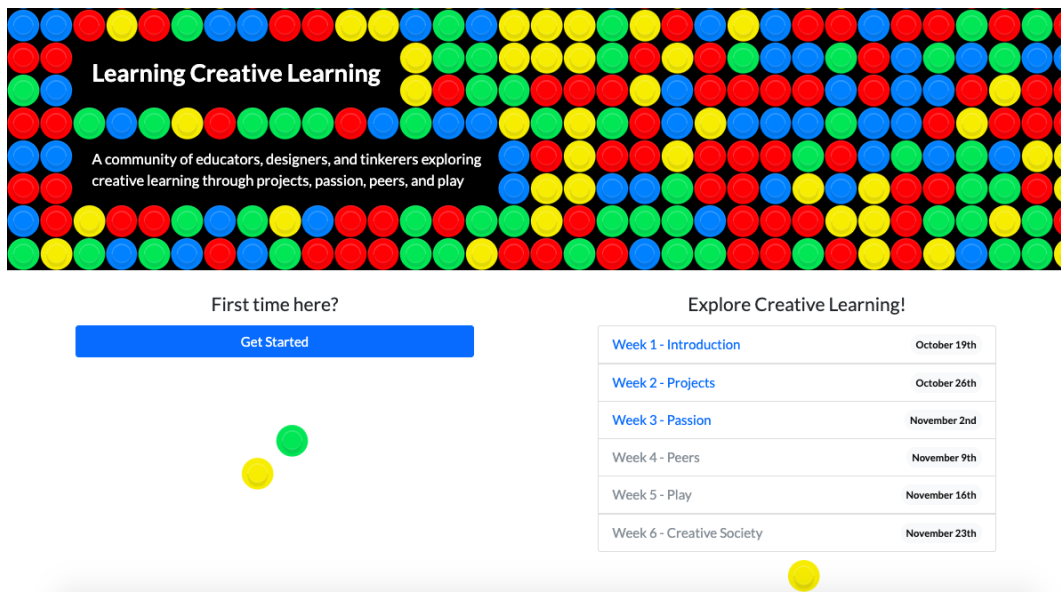 Learning Creative Learning
A community of educators, designers, and tinkerers exploring
creative learning through projects, passion, peers, and play
First time here?
Get Started
Explore Creative Learning!
Week 1 - Introduction October 19th
Week 2 - Projects October 26th
Week 3 - Passion November 2nd
Week 4 - Peers November 9th
Week 5 - Play November 16th
Week 6 - Creative Society November 23th